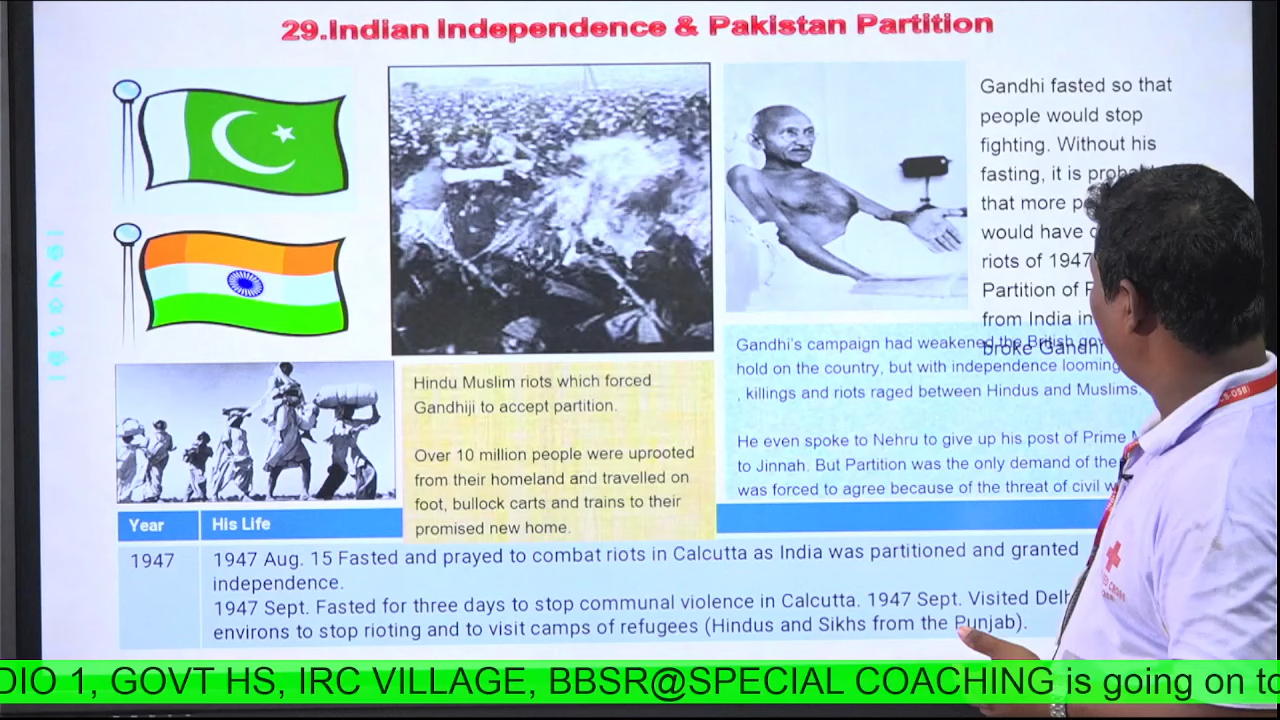 29.Indian Independence & Pakistan Partition
Gandhi fasted so that
people would stop
fighting. Without his
fasting, it is
that more
would have
riots of 1947
Partition of
from India in
broke Gandhi
Gandhi's campaign had weakened the British
hold on the country, but with independence looming
, killings and riots raged between Hindus and Muslims.
He even spoke to Nehru to give up his post of Prime
to Jinnah. But Partition was the only demand of the
was forced to agree because of the threat of civil
Hindu Muslim riots which forced
Gandhiji to accept partition.
Over 10 million people were uprooted
from their homeland and travelled on
foot, bullock carts and trains to their
promised new home.
Year His Life
1947 1947 Aug. 15 Fasted and prayed to combat riots in Calcutta as India was partitioned and granted
independence.
1947 Sept. Fasted for three days to stop communal violence in Calcutta. 1947 Sept. Visited
environs to stop rioting and to visit camps of refugees (Hindus and Sikhs from the Punjab).
DIO 1, GOVT HS, IRC VILLAGE, BBSR@SPECIAL COACHING is going on